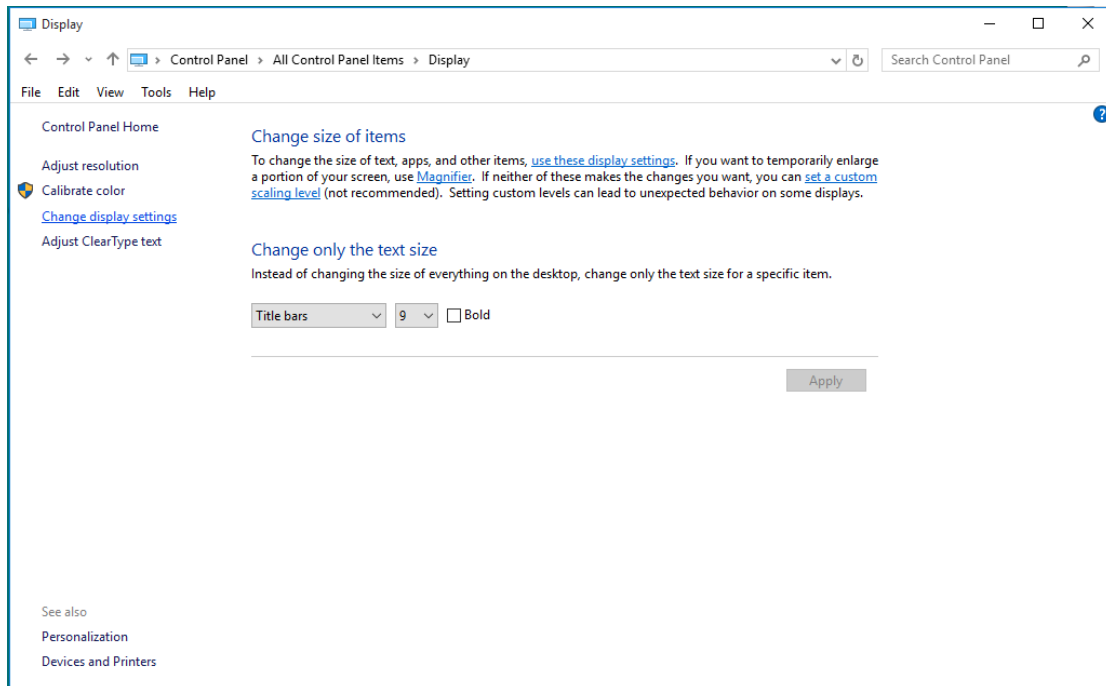 Display
Control Panel > All Control Panel Items > Display
Search Control Panel
File Edit View Tools Help
Control Panel Home
Adjust resolution
Calibrate color
Change display settings
Adjust ClearType text
Change size of items
To change the size of text, apps, and other items, use these display settings. If you want to temporarily enlarge
a portion of your screen, use Magnifier. If neither of these makes the changes you want, you can set a custom
scaling level (not recommended). Setting custom levels can lead to unexpected behavior on some displays.
Change only the text size
Instead of changing the size of everything on the desktop, change only the text size for a specific item.
Title bars 9 Bold
Apply
See also
Personalization
Devices and Printers